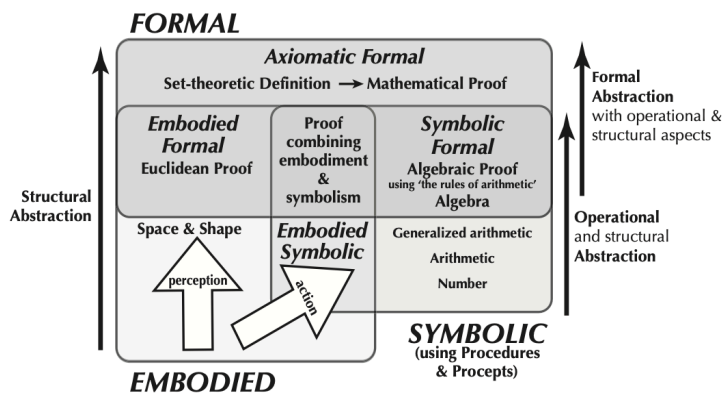 FORMAL
Axiomatic Formal
Set-theoretic Definition → Mathematical Proof
Embodied
Formal
Euclidean Proof
Proof
combining
embodiment
&
symbolism
Symbolic
Formal
Algebraic Proof
using ‘the rules of arithmetic’
Algebra
Structural
Abstraction
Space & Shape
perception
Embodied
Symbolic
action
Generalized arithmetic
Arithmetic
Number
Formal
Abstraction
with operational &
structural aspects
Operational
and structural
Abstraction
SYMBOLIC
(using Procedures
& Procepts)
EMBODIED